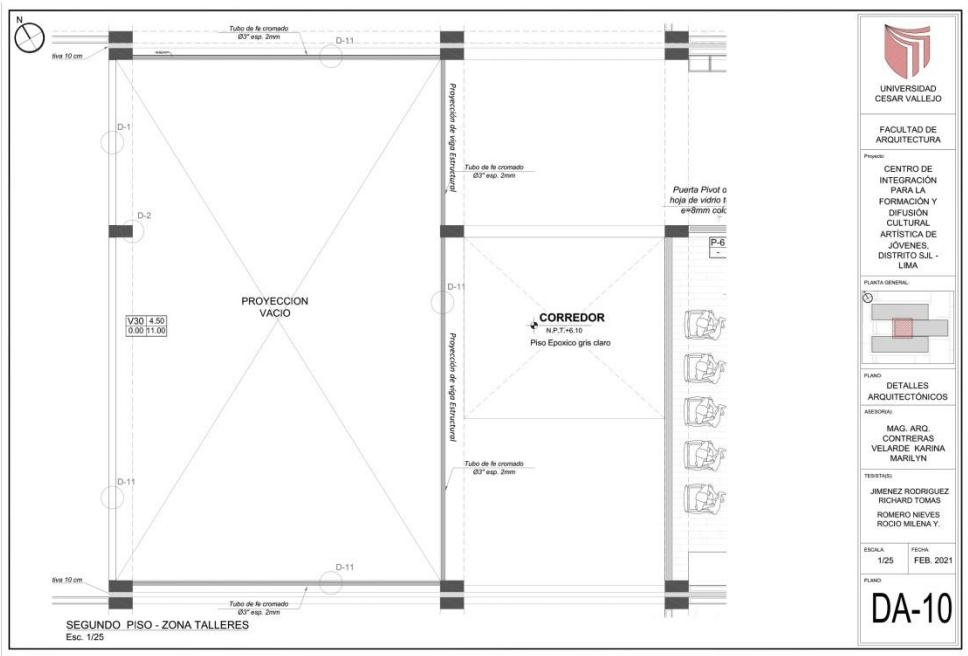 N
Tubo de fe cromado
Ø3" esp. 2mm
D-11
tiva 10 cm
D-1
Proyección de viga Estructural
Tubo de fe cromado
Ø3" esp. 2mm
Puerta Pivot
hoja de vidrio
e=8mm
D-2
P-6
-
D-11
PROYECCION
VACIO
V30 4.50
0.00 11.00
CORREDOR
N.P.T.+6.10
Piso Epoxico gris claro
Proyección de viga Estructural
Tubo de fe cromado
Ø3" esp. 2mm
D-11
D-11
tiva 10 cm
Tubo de fe cromado
Ø3" esp. 2mm
SEGUNDO PISO - ZONA TALLERES
Esc. 1/25
UNIVERSIDAD
CESAR VALLEJO
FACULTAD DE
ARQUITECTURA
Proyecto:
CENTRO DE
INTEGRACIÓN
PARA LA
FORMACIÓN Y
DIFUSIÓN
CULTURAL
ARTÍSTICA DE
JÓVENES,
DISTRITO SJL -
LIMA
PLANTA GENERAL:
PLANO:
DETALLES
ARQUITECTÓNICOS
ASESOR(A):
MAG. ARQ.
CONTRERAS
VELARDE KARINA
MARILYN
TESISTA(S):
JIMENEZ RODRIGUEZ
RICHARD TOMAS
ROMERO NIEVES
ROCIO MILENA Y.
ESCALA:
1/25
FECHA:
FEB. 2021
PLANO:
DA-10